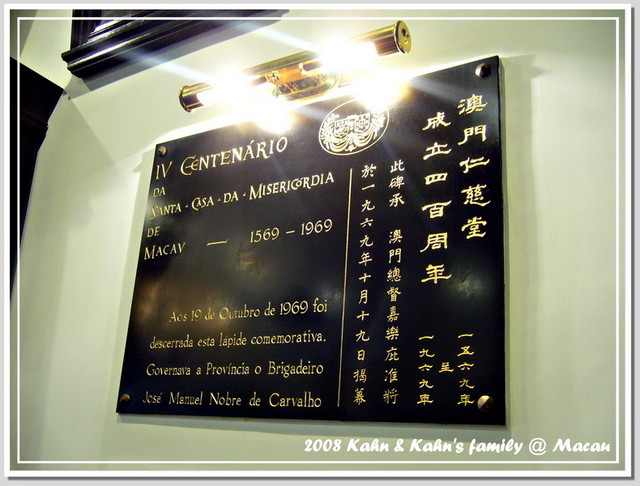 IV CENTENÁRIO
DA
SANTA · CASA · DA · MISERICÓRDIA
DE
MACAU — 1569 – 1969
Aos 19 de Outubro de 1969 foi
descerrada esta lápide comemorativa.
Governava a Província o Brigadeiro
José Manuel Nobre de Carvalho
澳門仁慈堂
成立四百周年
一五六九年
至
一九六九年
此碑承 澳門總督嘉樂庇准將
於一九六九年十月十九日揭幕
2008 Kahn & Kahn's family @ Macau